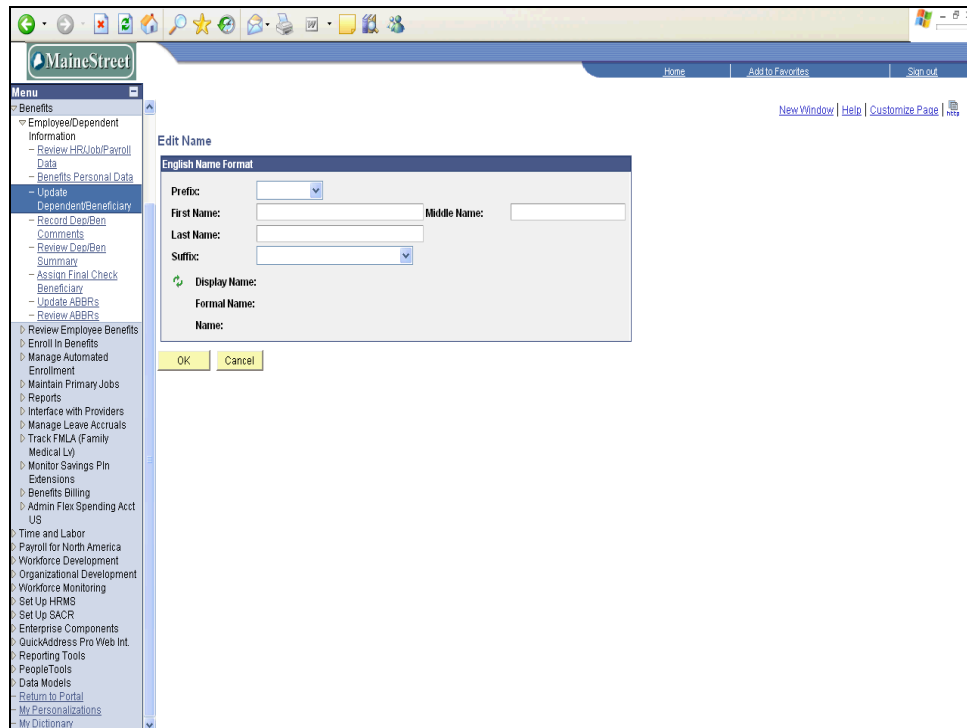 MaineStreet
Home
Add to Favorites
Sign out
Menu
Benefits
Employee/Dependent
Information
– Review HR/Job/Payroll
Data
– Benefits Personal Data
– Update
Dependent/Beneficiary
– Record Dep/Ben
Comments
– Review Dep/Ben
Summary
– Assign Final Check
Beneficiary
– Update ABBRs
– Review ABBRs
Review Employee Benefits
Enroll In Benefits
Manage Automated
Enrollment
Maintain Primary Jobs
Reports
Interface with Providers
Manage Leave Accruals
Track FMLA (Family
Medical Lv)
Monitor Savings Pln
Extensions
Benefits Billing
Admin Flex Spending Acct
US
Time and Labor
Payroll for North America
Workforce Development
Organizational Development
Workforce Monitoring
Set Up HRMS
Set Up SACR
Enterprise Components
QuickAddress Pro Web Int.
Reporting Tools
PeopleTools
Data Models
– Return to Portal
– My Personalizations
– My Dictionary
New Window | Help | Customize Page | http
Edit Name
English Name Format
Prefix:
First Name: Middle Name:
Last Name:
Suffix:
Display Name:
Formal Name:
Name:
OK Cancel